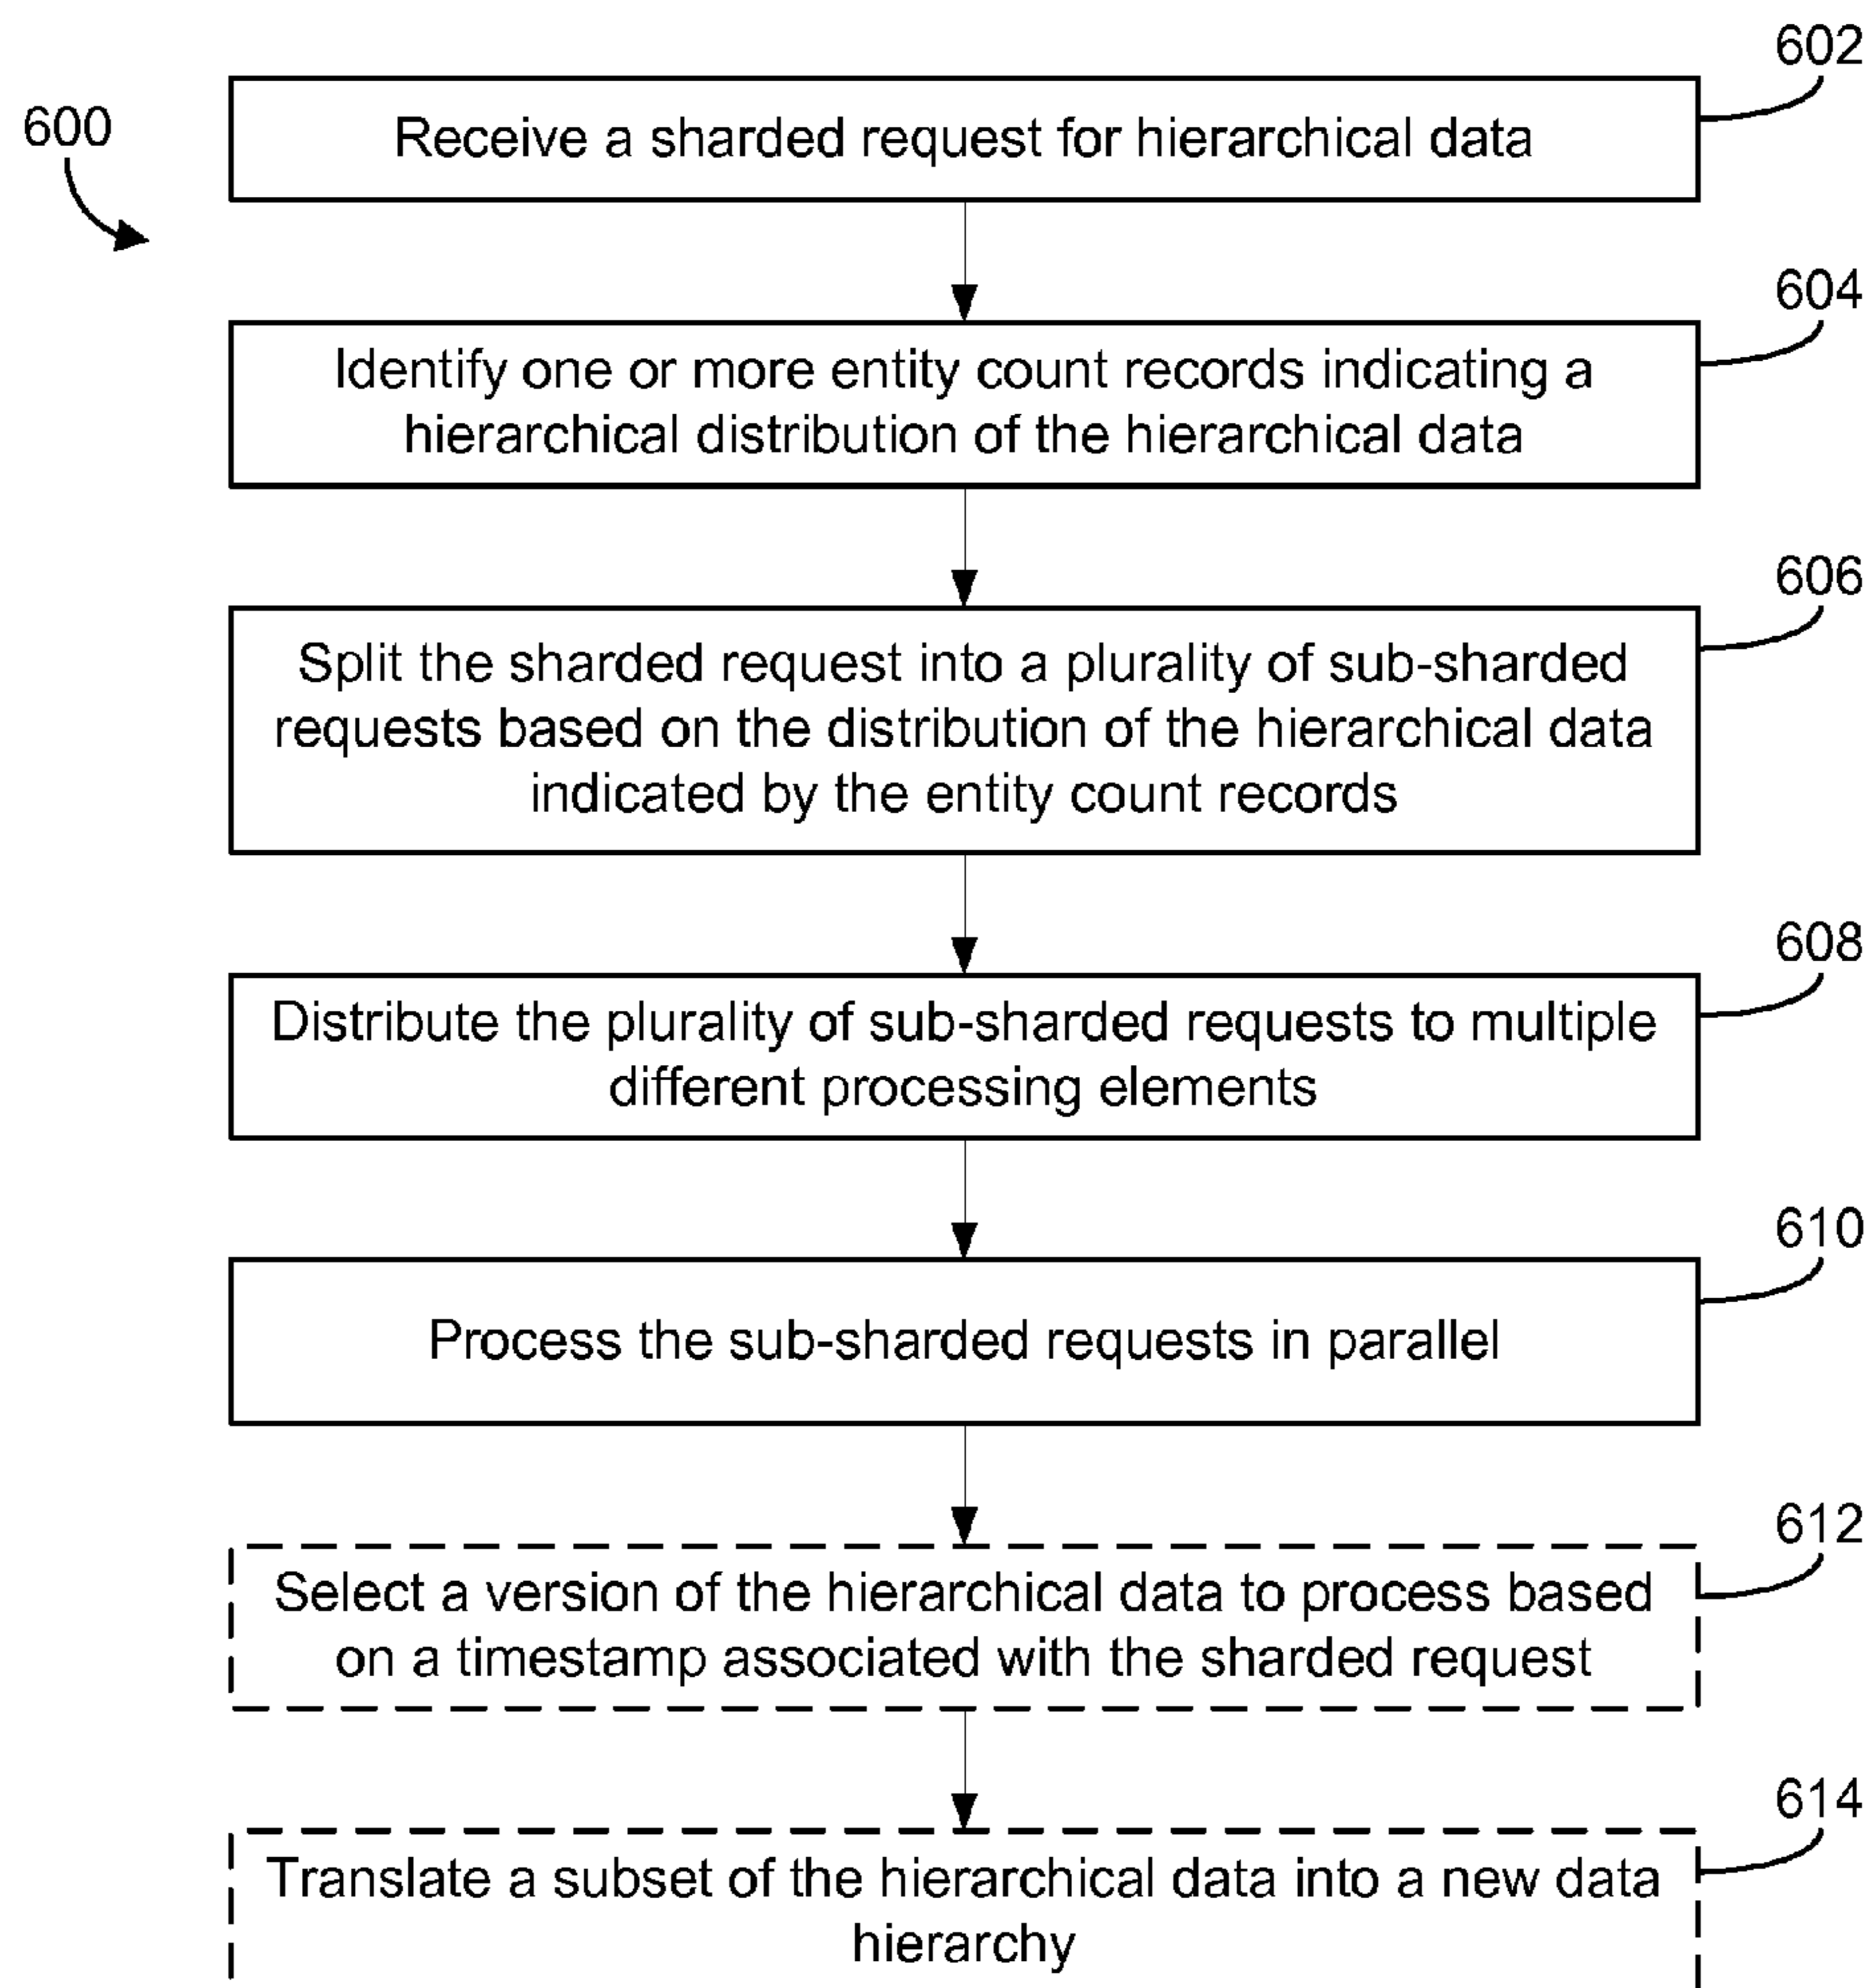 602
600
Receive a sharded request for hierarchical data
604
Identify one or more entity count records indicating a
hierarchical distribution of the hierarchical data
606
Split the sharded request into a plurality of sub-sharded
requests based on the distribution of the hierarchical data
indicated by the entity count records
608
Distribute the plurality of sub-sharded requests to multiple
different processing elements
610
Process the sub-sharded requests in parallel
612
Select a version of the hierarchical data to process based
on a timestamp associated with the sharded request
614
Translate a subset of the hierarchical data into a new data
hierarchy